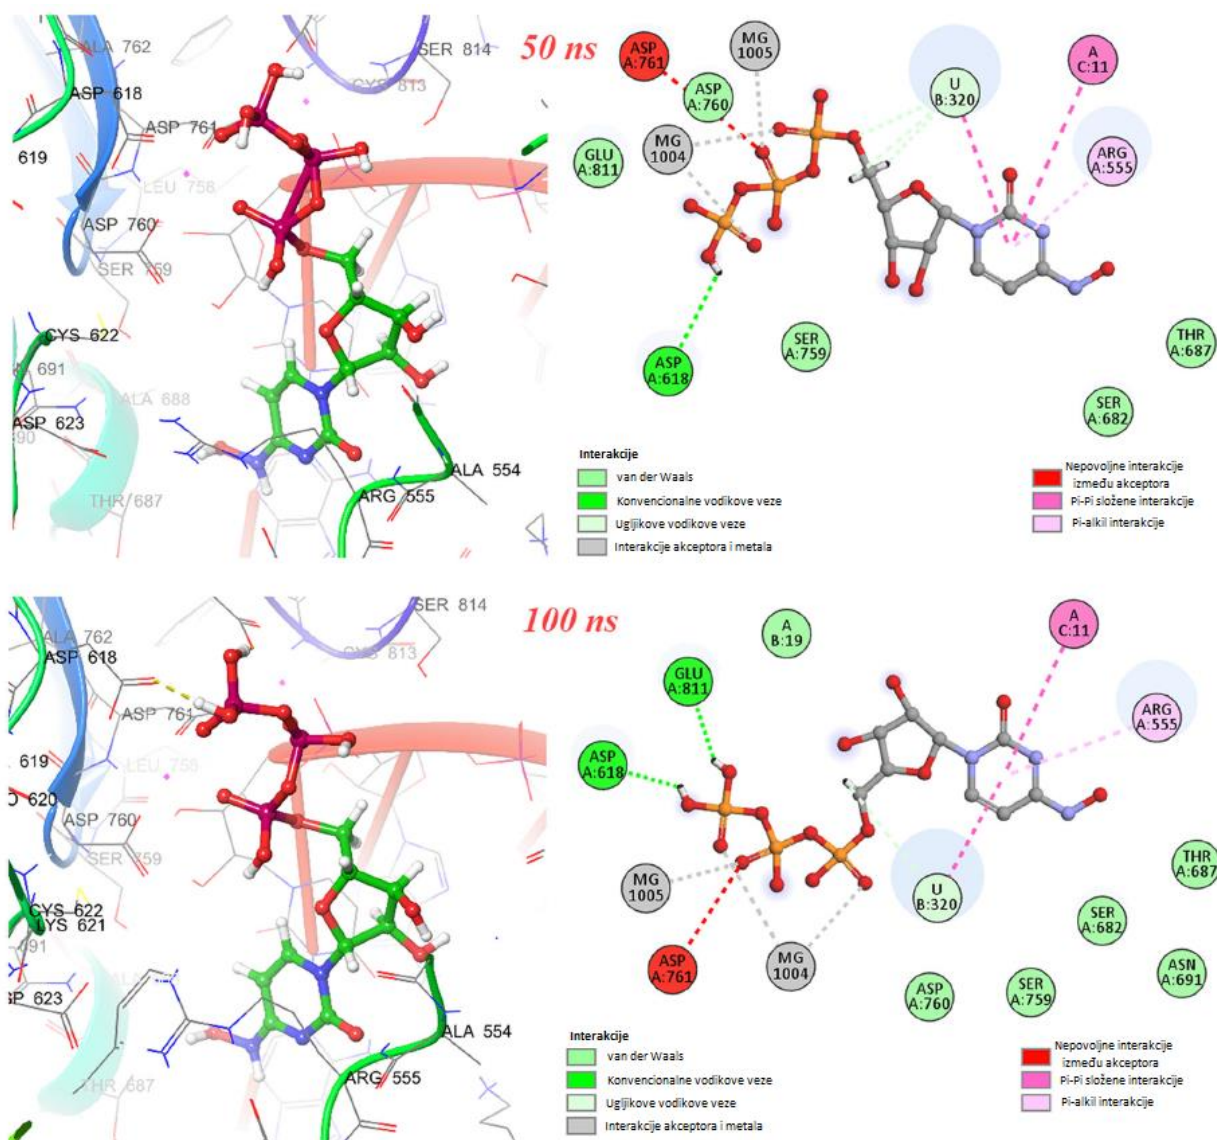 ALA 762
SER 814
50 ns
ASP 618
CYS 813
ASP 761
619
LEU 758
ASP 760
SER 759
CYS 622
691
ALA 688
ASP 623
690
THR 687
ALA 554
ARG 555
ASP
A:761
MG
1005
A
C:11
U
B:320
ASP
A:760
MG
1004
GLU
A:811
ARG
A:555
SER
A:759
THR
A:687
ASP
A:618
SER
A:682
Interakcije
van der Waals
Konvencionalne vodikove veze
Ugljikove vodikove veze
Interakcije akceptora i metala
Nepovoljne interakcije
između akceptora
Pi-Pi složene interakcije
Pi-alkil interakcije
SER 814
100 ns
ALA 762
ASP 618
CYS 813
ASP 761
619
LEU 758
620
ASP 760
SER 759
CYS 622
LYS 621
691
SP 623
THR 687
ALA 554
ARG 555
A
B:19
A
C:11
GLU
A:811
ARG
A:555
ASP
A:618
MG
1005
U
B:320
THR
A:687
SER
A:682
ASP
A:761
MG
1004
ASN
A:691
ASP
A:760
SER
A:759
Interakcije
van der Waals
Konvencionalne vodikove veze
Ugljikove vodikove veze
Interakcije akceptora i metala
Nepovoljne interakcije
između akceptora
Pi-Pi složene interakcije
Pi-alkil interakcije